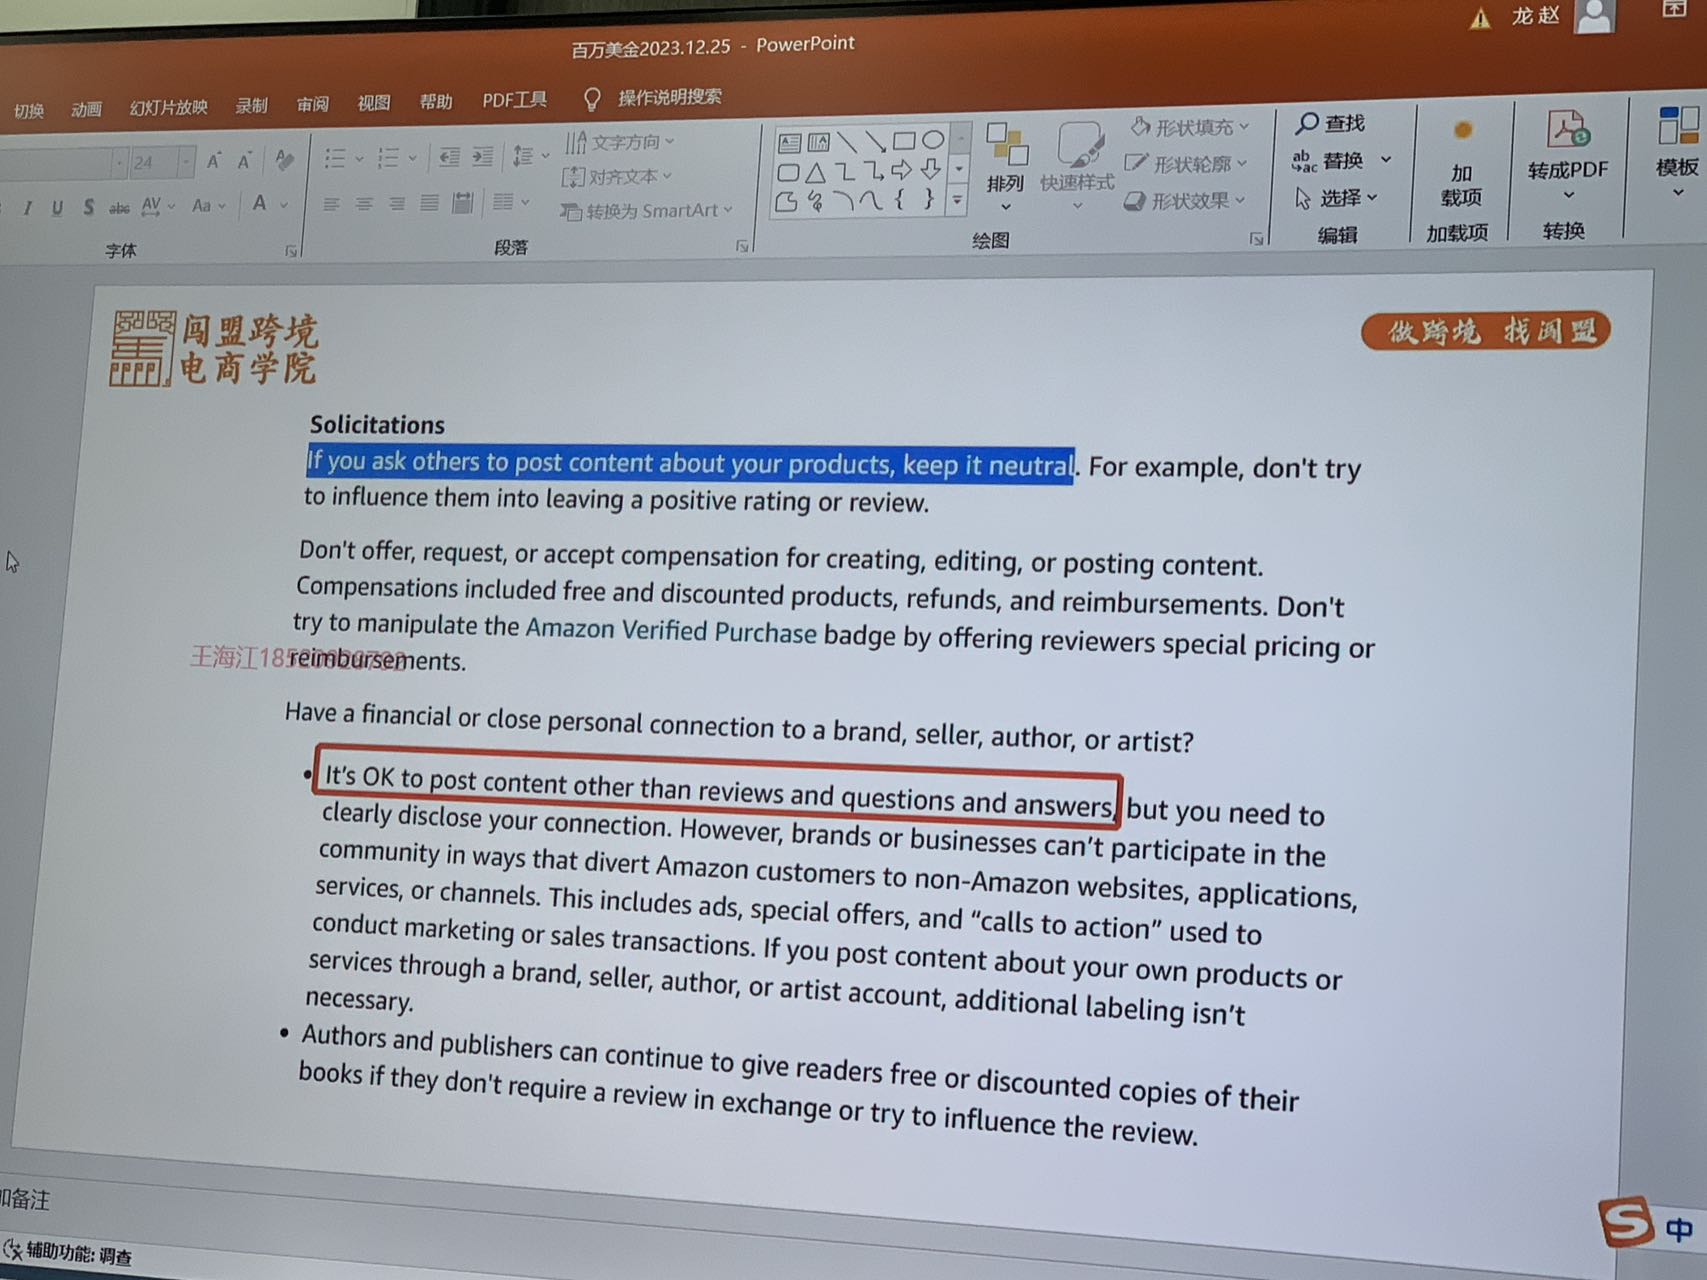 百万美金2023.12.25 - PowerPoint
龙 赵
切换 动画 幻灯片放映 录制 审阅 视图 帮助 PDF工具 操作说明搜索
24
文字方向
对齐文本
转换为 SmartArt
排列
快速样式
形状填充
形状轮廓
形状效果
查找
替换
选择
加
载项
转成PDF
模板
字体
段落
绘图
编辑
加载项
转换
闯盟跨境
电商学院
做跨境 找闯盟
Solicitations
If you ask others to post content about your products, keep it neutral. For example, don't try
to influence them into leaving a positive rating or review.
Don't offer, request, or accept compensation for creating, editing, or posting content.
Compensations included free and discounted products, refunds, and reimbursements. Don't
try to manipulate the Amazon Verified Purchase badge by offering reviewers special pricing or
reimbursements.
王海江
Have a financial or close personal connection to a brand, seller, author, or artist?
• It's OK to post content other than reviews and questions and answers, but you need to
clearly disclose your connection. However, brands or businesses can't participate in the
community in ways that divert Amazon customers to non-Amazon websites, applications,
services, or channels. This includes ads, special offers, and “calls to action” used to
conduct marketing or sales transactions. If you post content about your own products or
services through a brand, seller, author, or artist account, additional labeling isn't
necessary.
• Authors and publishers can continue to give readers free or discounted copies of their
books if they don't require a review in exchange or try to influence the review.
加备注
辅助功能: 调查
中